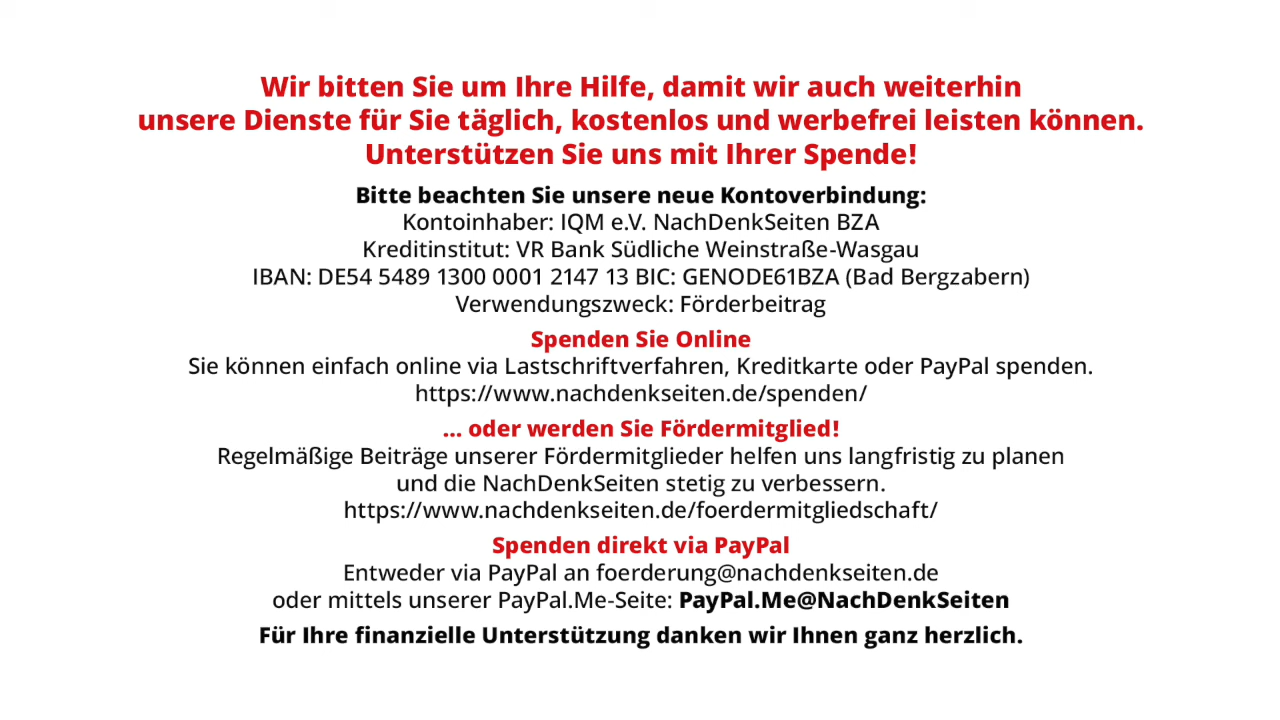 Wir bitten Sie um Ihre Hilfe, damit wir auch weiterhin
unsere Dienste für Sie täglich, kostenlos und werbefrei leisten können.
Unterstützen Sie uns mit Ihrer Spende!
Bitte beachten Sie unsere neue Kontoverbindung:
Kontoinhaber: IQM e.V. NachDenkSeiten BZA
Kreditinstitut: VR Bank Südliche Weinstraße-Wasgau
IBAN: DE54 5489 1300 0001 2147 13 BIC: GENODE61BZA (Bad Bergzabern)
Verwendungszweck: Förderbeitrag
Spenden Sie Online
Sie können einfach online via Lastschriftverfahren, Kreditkarte oder PayPal spenden.
https://www.nachdenkseiten.de/spenden/
... oder werden Sie Fördermitglied!
Regelmäßige Beiträge unserer Fördermitglieder helfen uns langfristig zu planen
und die NachDenkSeiten stetig zu verbessern.
https://www.nachdenkseiten.de/foerdermitgliedschaft/
Spenden direkt via PayPal
Entweder via PayPal an foerderung@nachdenkseiten.de
oder mittels unserer PayPal.Me-Seite: PayPal.Me@NachDenkSeiten
Für Ihre finanzielle Unterstützung danken wir Ihnen ganz herzlich.